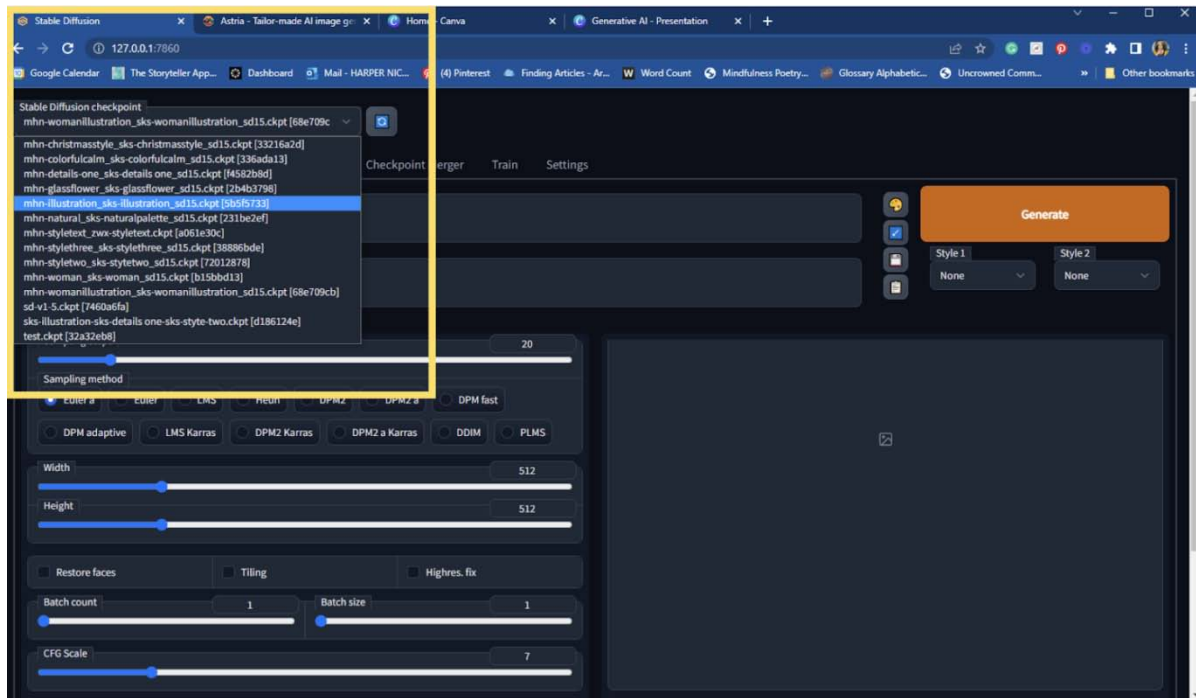 Stable Diffusion
Astria - Tailor-made AI image ge
Home - Canva
Generative AI - Presentation
127.0.0.1:7860
Google Calendar
The Storyteller App...
Dashboard
Mail - HARPER NIC...
(4) Pinterest
Finding Articles - Ar...
Word Count
Mindfulness Poetry...
Glossary Alphabetic...
Uncrowned Comm...
Other bookmarks
Stable Diffusion checkpoint
mhn-womanillustration_sks-womanillustration_sd15.ckpt [68e709c
mhn-christmasstyle_sks-christmasstyle_sd15.ckpt [33216a2d]
mhn-colorfulcalm_sks-colorfulcalm_sd15.ckpt [336ada13]
mhn-details-one_sks-details one_sd15.ckpt [f4582b8d]
mhn-glassflower_sks-glassflower_sd15.ckpt [2b4b3798]
mhn-illustration_sks-illustration_sd15.ckpt [5b5f5733]
mhn-natural_sks-naturalpalette_sd15.ckpt [231be2ef]
mhn-styletext_zwx-styletext.ckpt [a061e30c]
mhn-stylethree_sks-stylethree_sd15.ckpt [38886bde]
mhn-styletwo_sks-stytetwo_sd15.ckpt [72012878]
mhn-woman_sks-woman_sd15.ckpt [b15bbd13]
mhn-womanillustration_sks-womanillustration_sd15.ckpt [68e709cb]
sd-v1-5.ckpt [7460a6fa]
sks-illustration-sks-details one-sks-style-two.ckpt [d186124e]
test.ckpt [32a32eb8]
Checkpoint Merger
Train
Settings
Generate
Style 1
Style 2
None
None
20
Sampling method
Euler a
Euler
LMS
Heun
DPM2
DPM2 a
DPM fast
DPM adaptive
LMS Karras
DPM2 Karras
DPM2 a Karras
DDIM
PLMS
Width
512
Height
512
Restore faces
Tiling
Highres. fix
Batch count
1
Batch size
1
CFG Scale
7